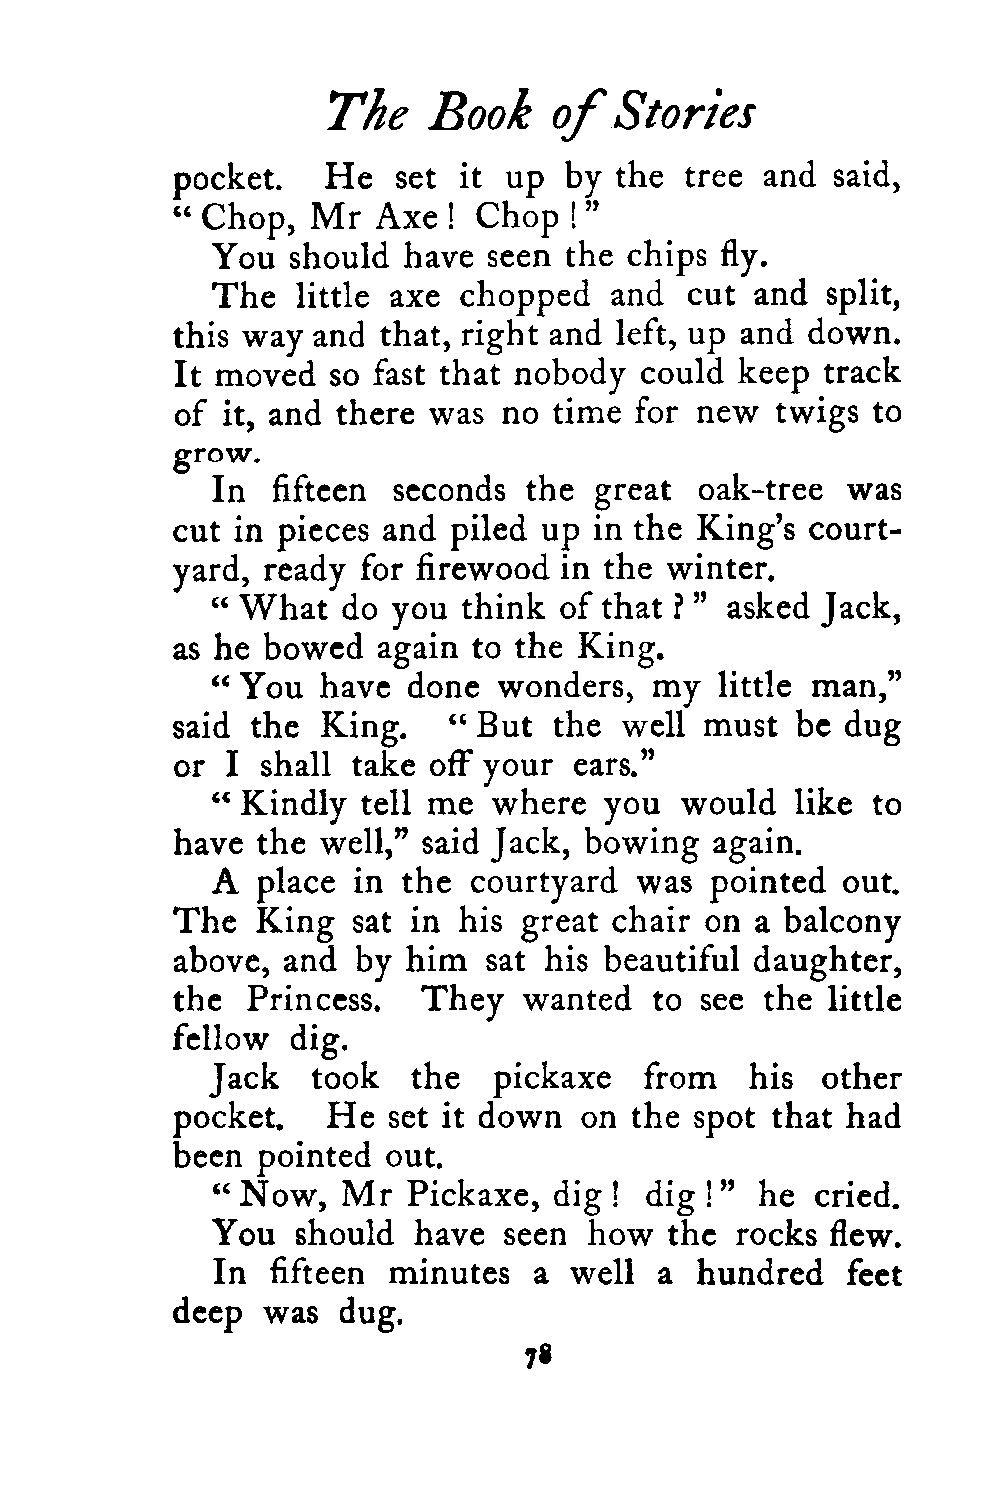 The Book of Stories
pocket. He set it up by the tree and said,
“ Chop, Mr Axe ! Chop ! ”
You should have seen the chips fly.
The little axe chopped and cut and split,
this way and that, right and left, up and down.
It moved so fast that nobody could keep track
of it, and there was no time for new twigs to
grow.
In fifteen seconds the great oak-tree was
cut in pieces and piled up in the King’s court-
yard, ready for firewood in the winter.
“ What do you think of that ? ” asked Jack,
as he bowed again to the King.
“ You have done wonders, my little man,”
said the King. “ But the well must be dug
or I shall take off your ears.”
“ Kindly tell me where you would like to
have the well,” said Jack, bowing again.
A place in the courtyard was pointed out.
The King sat in his great chair on a balcony
above, and by him sat his beautiful daughter,
the Princess. They wanted to see the little
fellow dig.
Jack took the pickaxe from his other
pocket. He set it down on the spot that had
been pointed out.
“ Now, Mr Pickaxe, dig ! dig ! ” he cried.
You should have seen how the rocks flew.
In fifteen minutes a well a hundred feet
deep was dug.
78